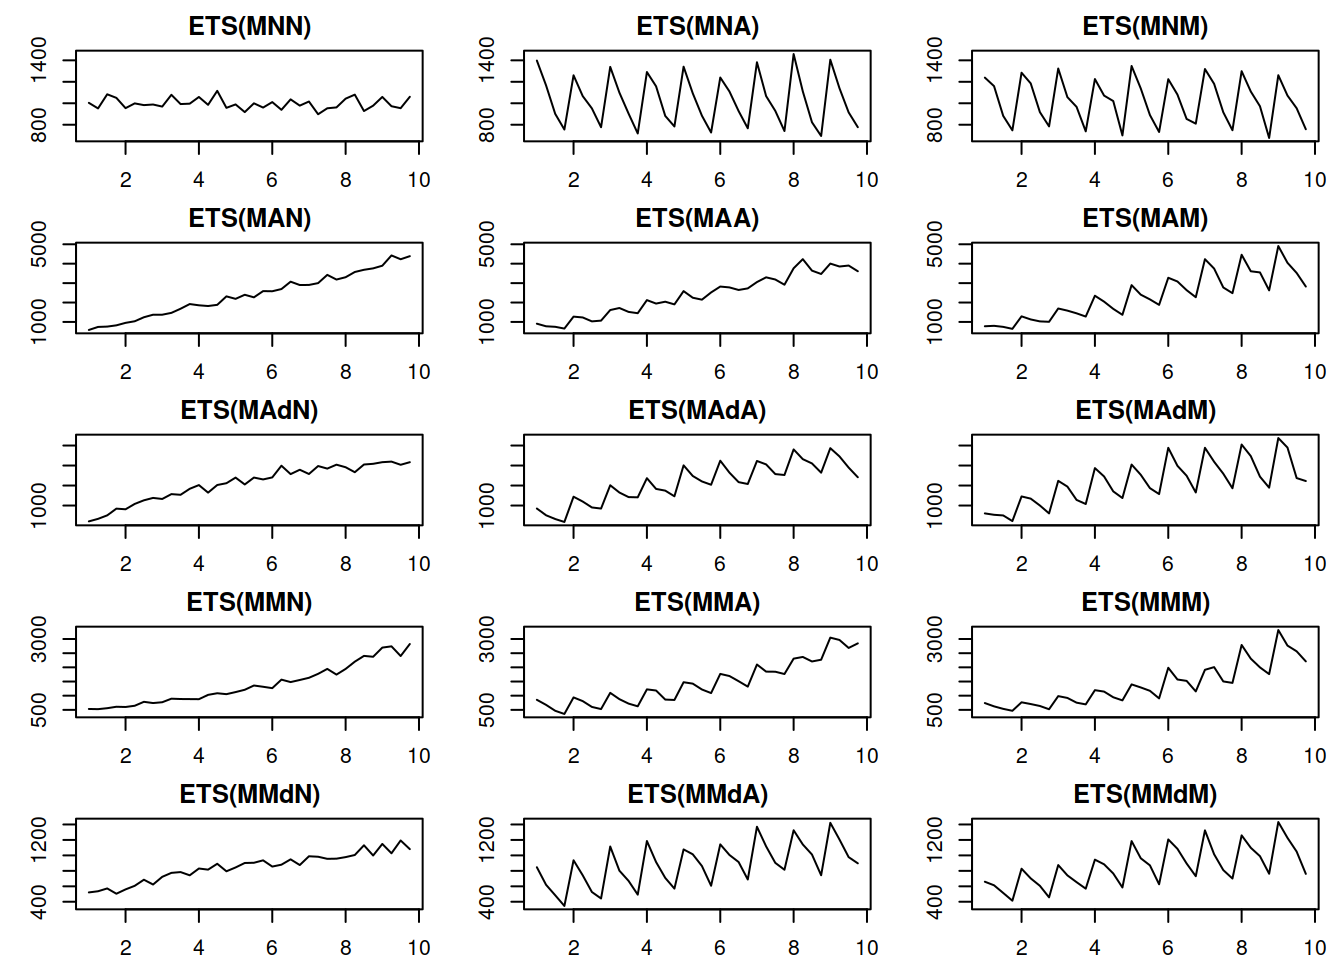 ETS(MNN) ETS(MNA) ETS(MNM)
1400 1400 1400
800 800 800
2 4 6 8 10 2 4 6 8 10 2 4 6 8 10
ETS(MAN) ETS(MAA) ETS(MAM)
5000 5000 5000
1000 1000 1000
2 4 6 8 10 2 4 6 8 10 2 4 6 8 10
ETS(MAdN) ETS(MAdA) ETS(MAdM)
1000 1000 1000
2 4 6 8 10 2 4 6 8 10 2 4 6 8 10
ETS(MMN) ETS(MMA) ETS(MMM)
3000 3000 3000
500 500 500
2 4 6 8 10 2 4 6 8 10 2 4 6 8 10
ETS(MMdN) ETS(MMdA) ETS(MMdM)
1200 1200 1200
400 400 400
2 4 6 8 10 2 4 6 8 10 2 4 6 8 10